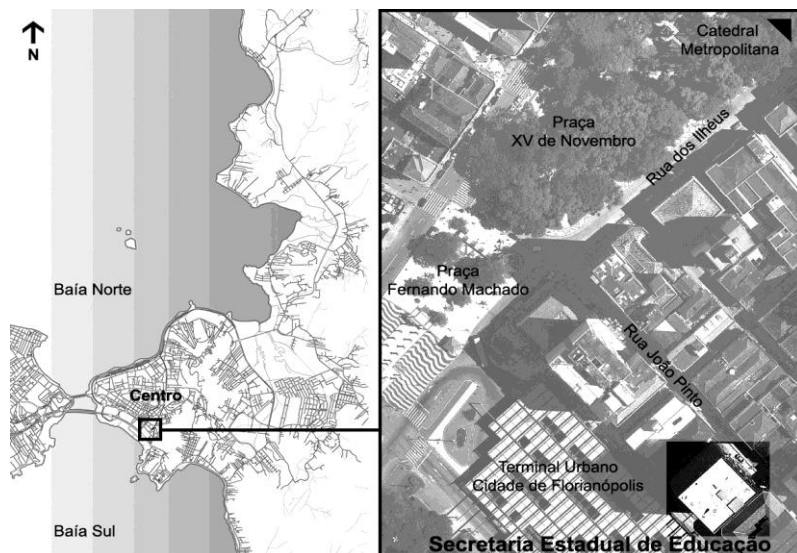 N
Baía Norte
Centro
Baía Sul
Catedral
Metropolitana
Praça
XV de Novembro
Rua dos Ilhéus
Praça
Fernando Machado
Rua João Pinto
Terminal Urbano
Cidade de Florianópolis
Secretaria Estadual de Educação